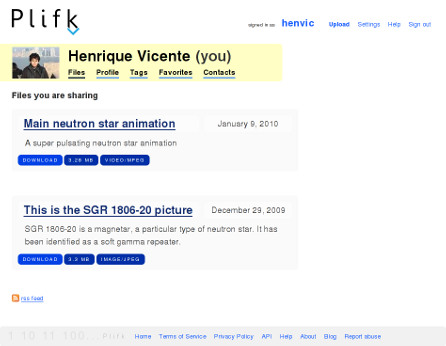 Plifk
signed in as henvic Upload Settings Help Sign out
Henrique Vicente (you)
Files Profile Tags Favorites Contacts
Files you are sharing
Main neutron star animation January 9, 2010
A super pulsating neutron star animation
DOWNLOAD 3.28 MB VIDEO/MPEG
This is the SGR 1806-20 picture December 29, 2009
SGR 1806-20 is a magnetar, a particular type of neutron star. It has
been identified as a soft gamma repeater.
DOWNLOAD 3.3 MB IMAGE/JPEG
rss feed
1 10 11 100... Plifk Home Terms of Service Privacy Policy API Help About Blog Report abuse